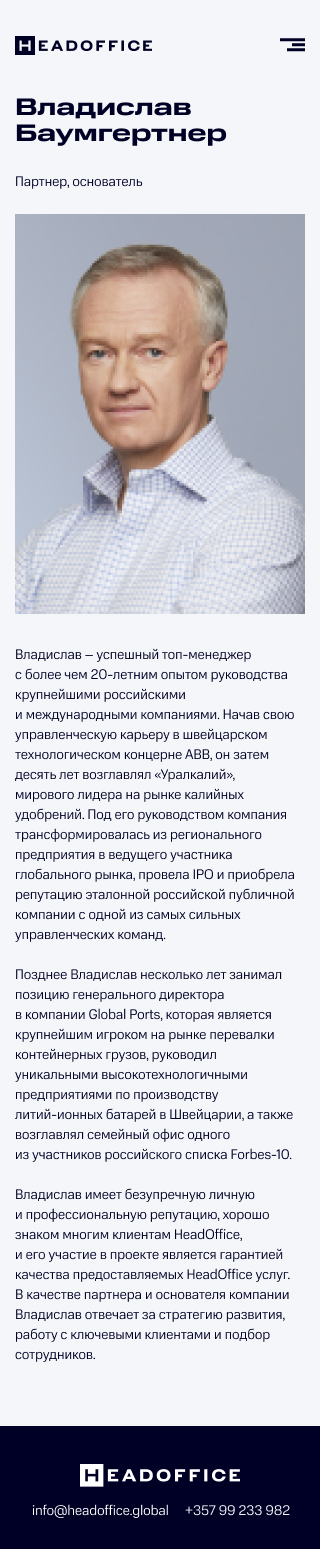 HEADOFFICE
Владислав
Баумгертнер
Партнер, основатель
Владислав – успешный топ-менеджер
с более чем 20-летним опытом руководства
крупнейшими российскими
и международными компаниями. Начав свою
управленческую карьеру в швейцарском
технологическом концерне ABB, он затем
десять лет возглавлял «Уралкалий»,
мирового лидера на рынке калийных
удобрений. Под его руководством компания
трансформировалась из регионального
предприятия в ведущего участника
глобального рынка, провела IPO и приобрела
репутацию эталонной российской публичной
компании с одной из самых сильных
управленческих команд.
Позднее Владислав несколько лет занимал
позицию генерального директора
в компании Global Ports, которая является
крупнейшим игроком на рынке перевалки
контейнерных грузов, руководил
уникальными высокотехнологичными
предприятиями по производству
литий-ионных батарей в Швейцарии, а также
возглавлял семейный офис одного
из участников российского списка Forbes-10.
Владислав имеет безупречную личную
и профессиональную репутацию, хорошо
знаком многим клиентам HeadOffice,
и его участие в проекте является гарантией
качества предоставляемых HeadOffice услуг.
В качестве партнера и основателя компании
Владислав отвечает за стратегию развития,
работу с ключевыми клиентами и подбор
сотрудников.
HEADOFFICE
info@headoffice.global +357 99 233 982